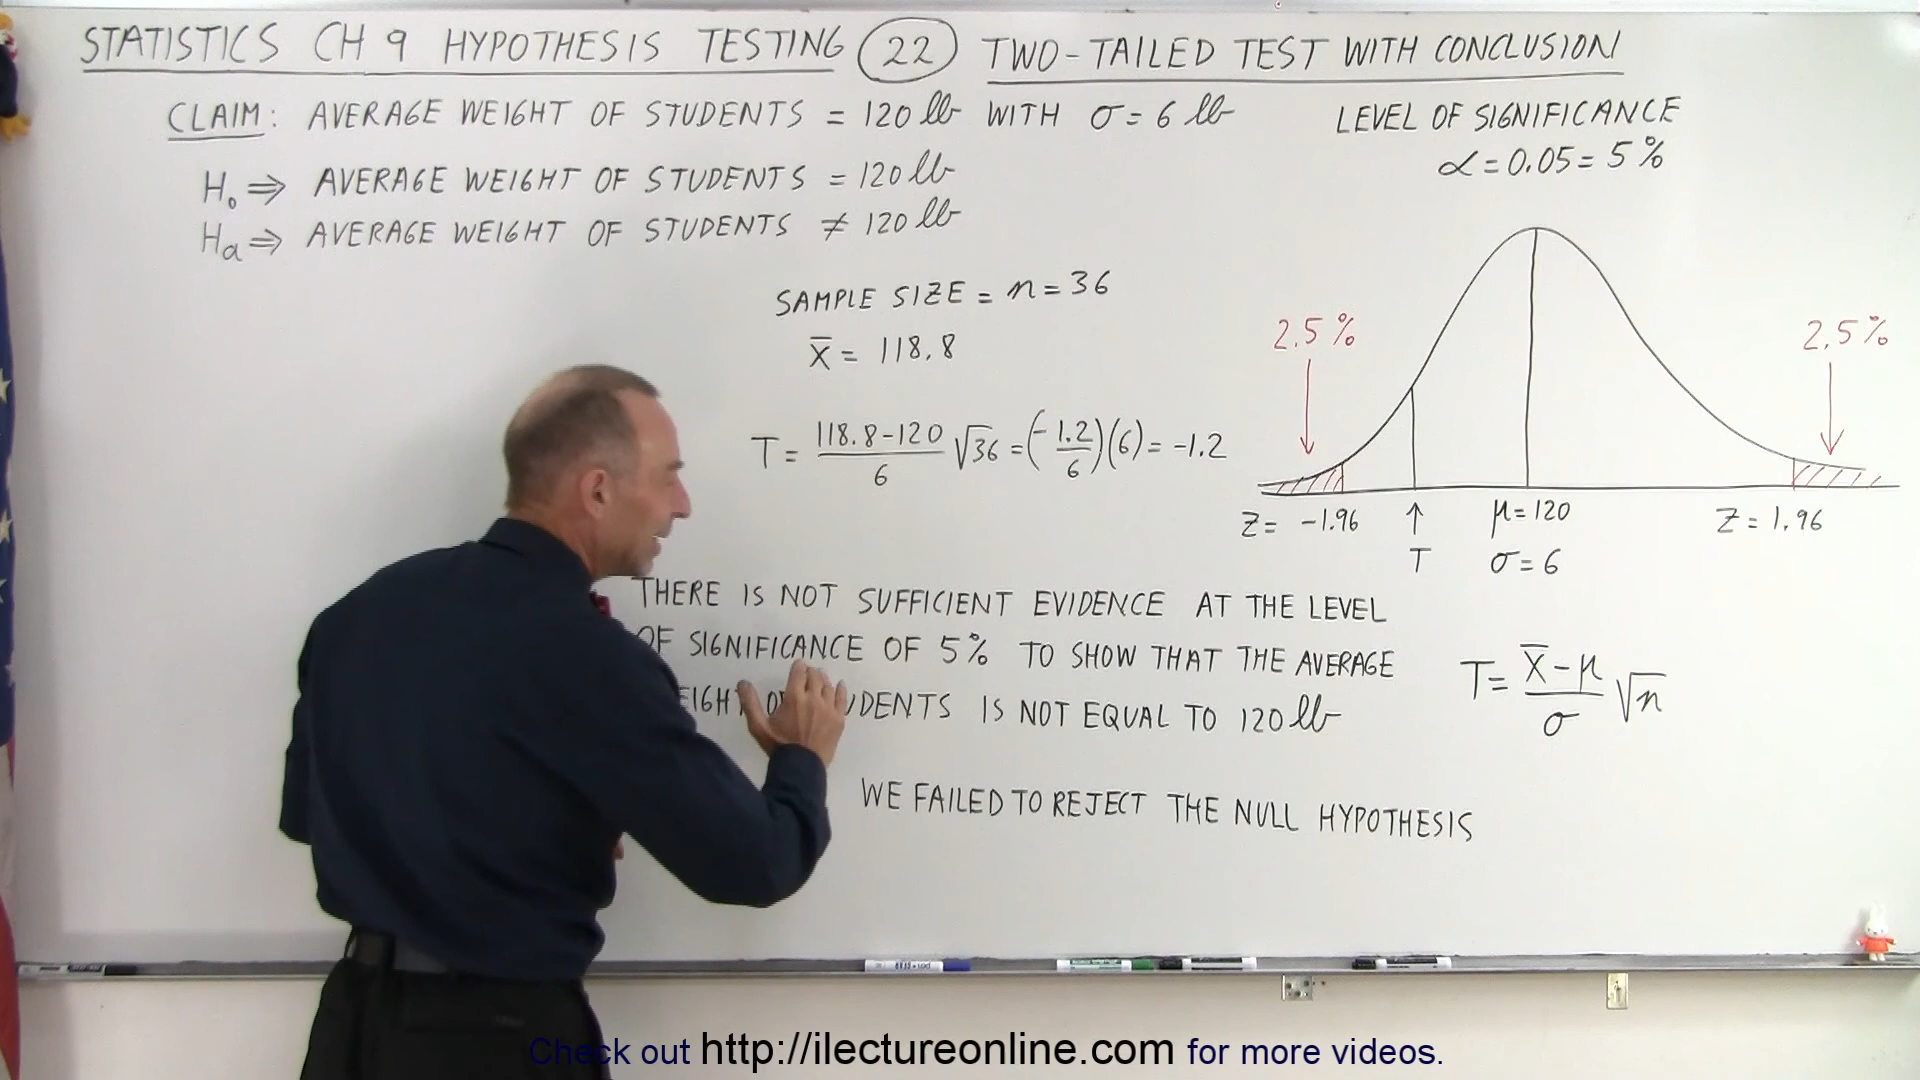 STATISTICS CH 9 HYPOTHESIS TESTING 22 TWO-TAILED TEST WITH CONCLUSION
CLAIM: AVERAGE WEIGHT OF STUDENTS = 120 lb WITH σ = 6 lb
LEVEL OF SIGNIFICANCE
α = 0.05 = 5%
H₀ ⇒ AVERAGE WEIGHT OF STUDENTS = 120 lb
Hₐ ⇒ AVERAGE WEIGHT OF STUDENTS ≠ 120 lb
SAMPLE SIZE = n = 36
x̄ = 118.8
T = (118.8-120)/6 √36 = (-1.2/6)(6) = -1.2
2.5%
2.5%
Z = -1.96
T
μ = 120
σ = 6
Z = 1.96
THERE IS NOT SUFFICIENT EVIDENCE AT THE LEVEL
OF SIGNIFICANCE OF 5% TO SHOW THAT THE AVERAGE
IS NOT EQUAL TO 120 lb
T = (x̄-μ)/σ √n
WE FAILED TO REJECT THE NULL HYPOTHESIS
Check out http://ilectureonline.com for more videos.